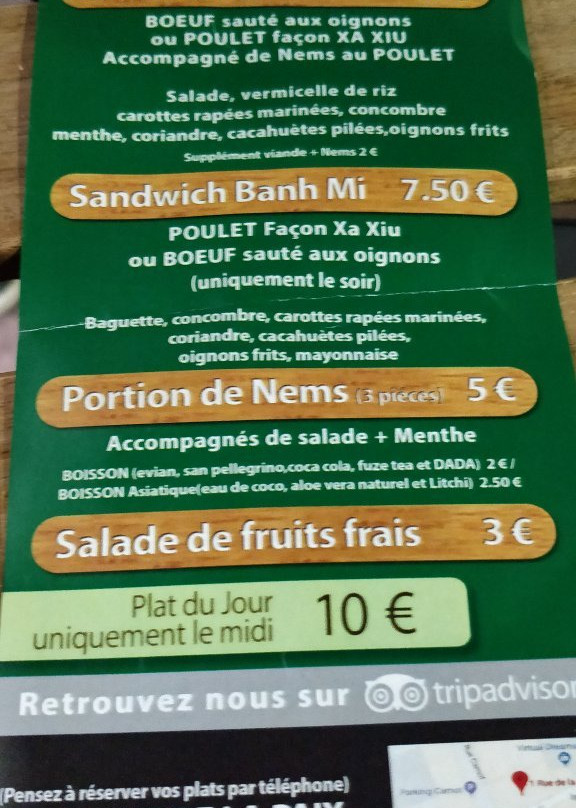 BOEUF sauté aux oignons
ou POULET façon XA XIU
Accompagné de Nems au POULET
Salade, vermicelle de riz
carottes rapées marinées, concombre
menthe, coriandre, cacahuètes pilées,oignons frits
Supplément viande + Nems 2 €
Sandwich Banh Mi 7.50 €
POULET Façon Xa Xiu
ou BOEUF sauté aux oignons
(uniquement le soir)
Baguette, concombre, carottes rapées marinées,
coriandre, cacahuètes pilées,
oignons frits, mayonnaise
Portion de Nems (3 pièces) 5 €
Accompagnés de salade + Menthe
BOISSON (evian, san pellegrino,coca cola, fuze tea et DADA) 2 € /
BOISSON Asiatique(eau de coco, aloe vera naturel et Litchi) 2.50 €
Salade de fruits frais 3 €
Plat du Jour
uniquement le midi 10 €
Retrouvez nous sur tripadvisor
(Pensez à réserver vos plats par téléphone)
Parking Camus
1 Rue de la